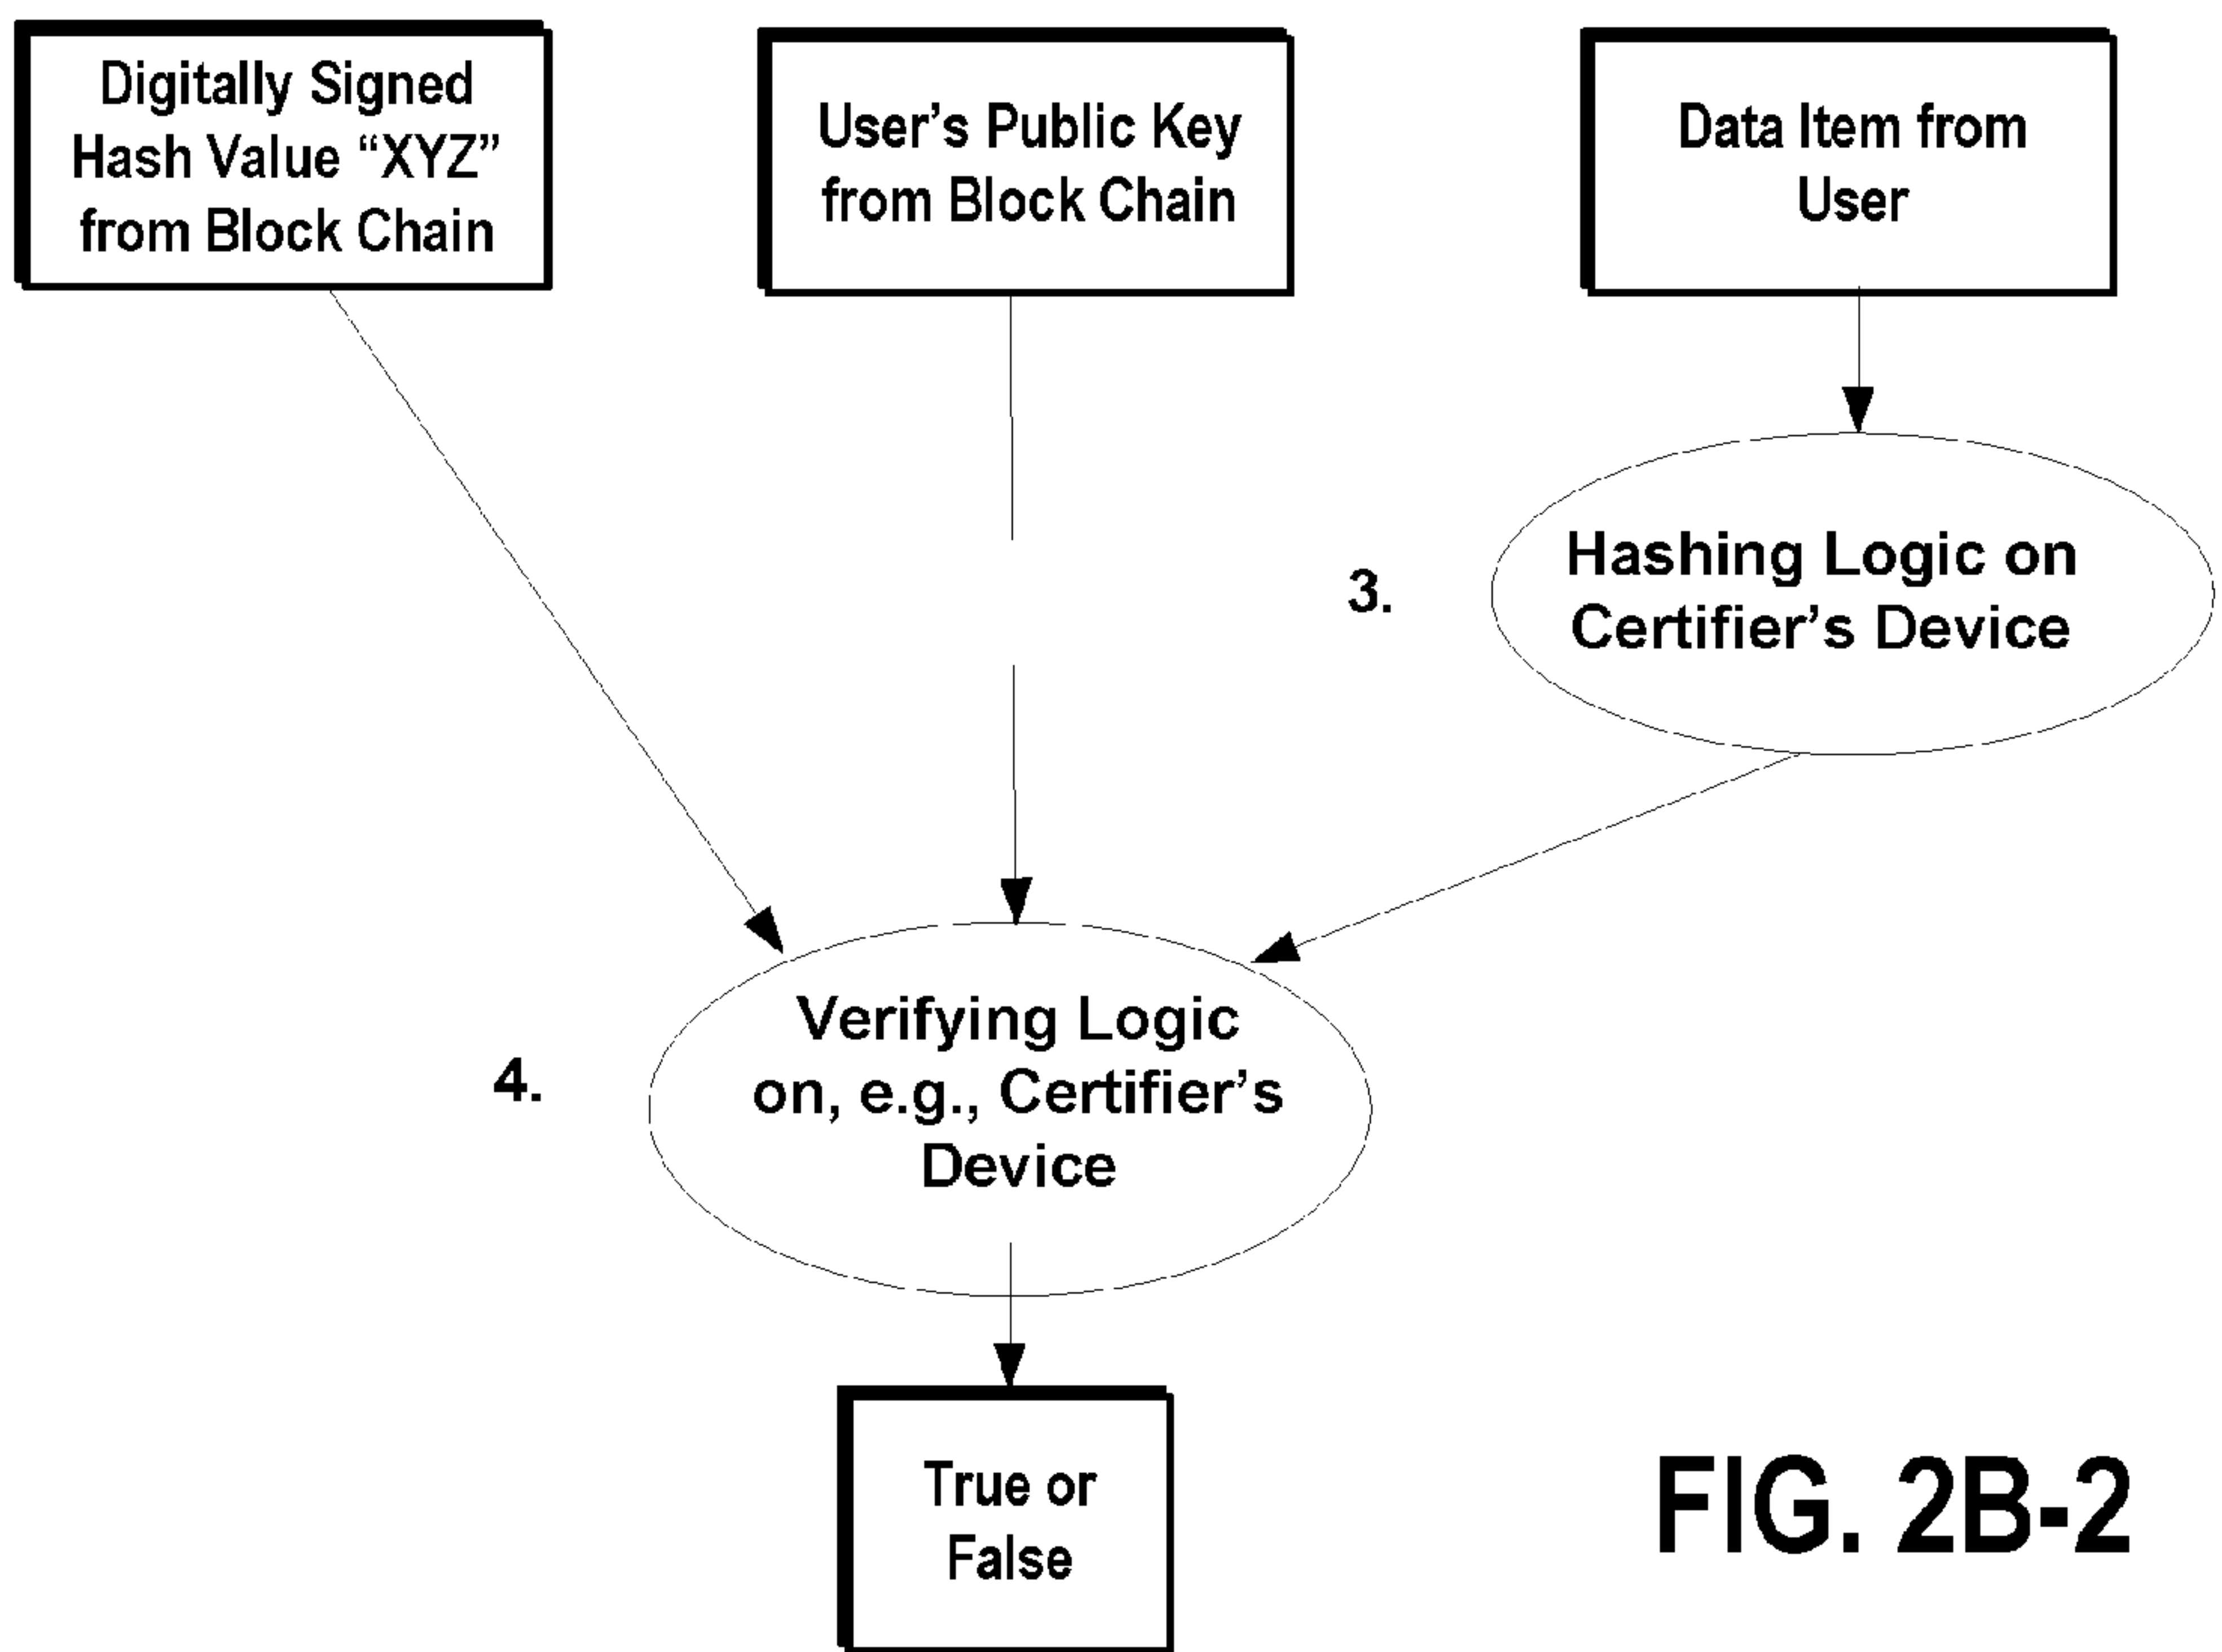 Digitally Signed
Hash Value “XYZ”
from Block Chain
User’s Public Key
from Block Chain
Data Item from
User
3.
Hashing Logic on
Certifier’s Device
4.
Verifying Logic
on, e.g., Certifier’s
Device
True or
False
FIG. 2B-2